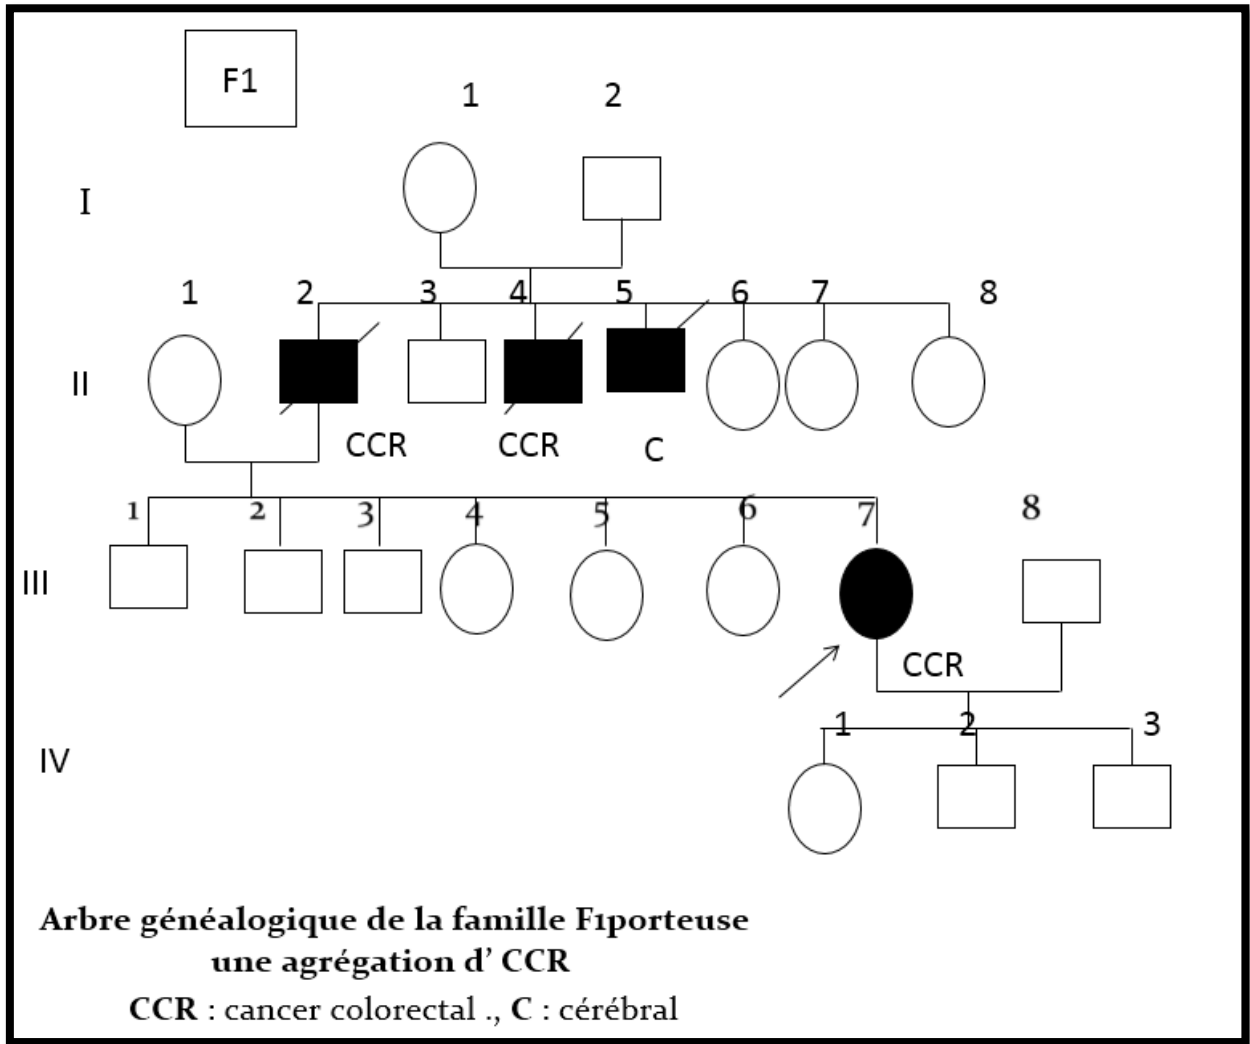 F1
1 2
I
1 2 3 4 5 6 7 8
II
CCR CCR C
1 2 3 4 5 6 7 8
III
CCR
1 2 3
IV
Arbre généalogique de la famille F1porteuse
une agrégation d’ CCR
CCR : cancer colorectal ., C : cérébral